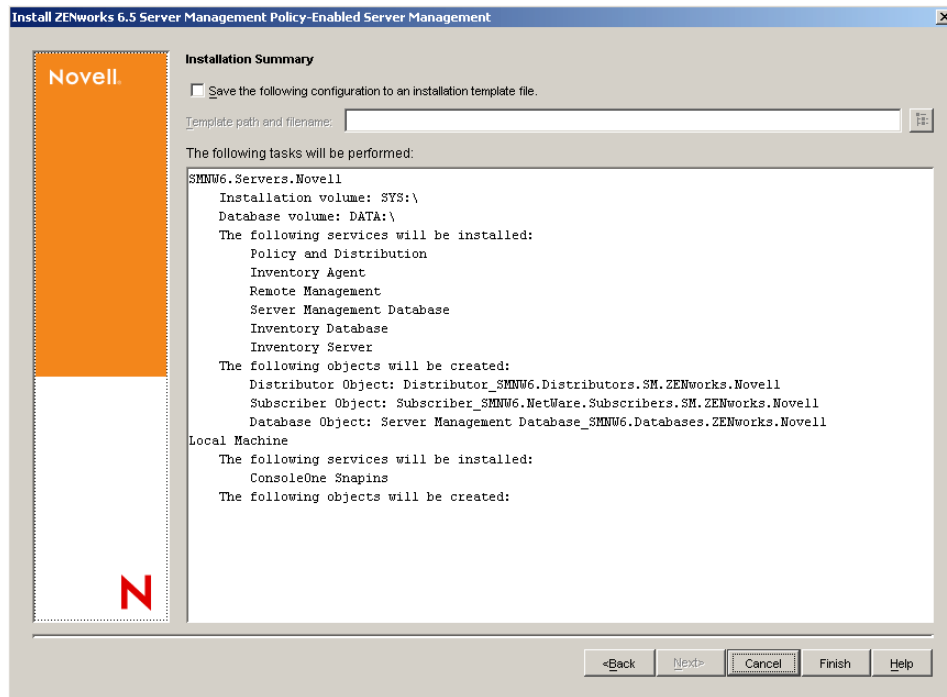 Install ZENworks 6.5 Server Management Policy-Enabled Server Management
Novell.
Installation Summary
Save the following configuration to an installation template file.
Template path and filename:
The following tasks will be performed:
SMNW6.Servers.Novell
Installation volume: SYS:\
Database volume: DATA:\
The following services will be installed:
Policy and Distribution
Inventory Agent
Remote Management
Server Management Database
Inventory Database
Inventory Server
The following objects will be created:
Distributor Object: Distributor_SMNW6.Distributors.SM.ZENworks.Novell
Subscriber Object: Subscriber_SMNW6.NetWare.Subscribers.SM.ZENworks.Novell
Database Object: Server Management Database_SMNW6.Databases.ZENworks.Novell
Local Machine
The following services will be installed:
ConsoleOne Snapins
The following objects will be created:
N
<Back Next> Cancel Finish Help